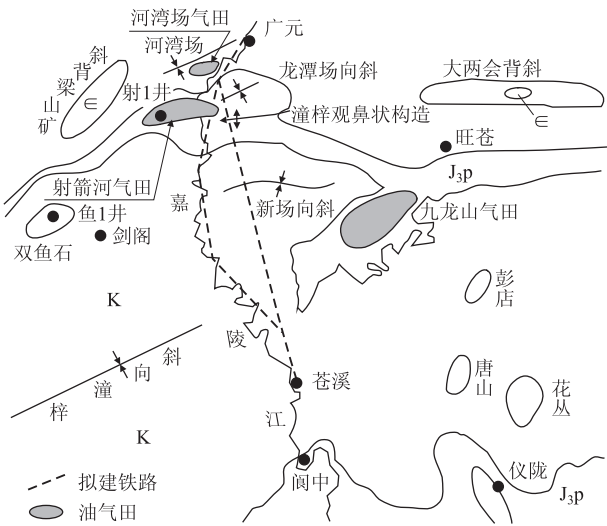 河湾场气田
广元
河湾场
龙潭场向斜
大两会背斜
矿山梁背斜
∈
射1井
潼梓观鼻状构造
∈
旺苍
J₃p
射箭河气田
嘉
新场向斜
九龙山气田
鱼1井
双鱼石
剑阁
K
彭店
陵
梓潼向斜
苍溪
唐山
花丛
江
K
阆中
仪陇
J₃p
拟建铁路
油气田